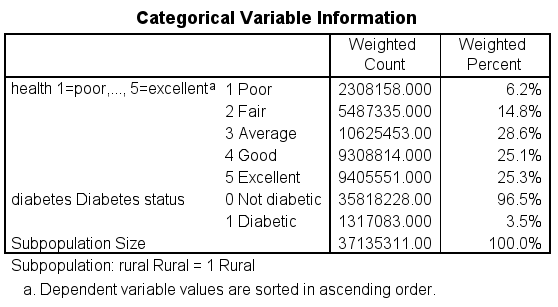 Categorical Variable Information
Weighted Count Weighted Percent
health 1=poor,..., 5=excellentᵃ 1 Poor 2308158.000 6.2%
2 Fair 5487335.000 14.8%
3 Average 10625453.00 28.6%
4 Good 9308814.000 25.1%
5 Excellent 9405551.000 25.3%
diabetes Diabetes status 0 Not diabetic 35818228.00 96.5%
1 Diabetic 1317083.000 3.5%
Subpopulation Size 37135311.00 100.0%
Subpopulation: rural Rural = 1 Rural
a. Dependent variable values are sorted in ascending order.